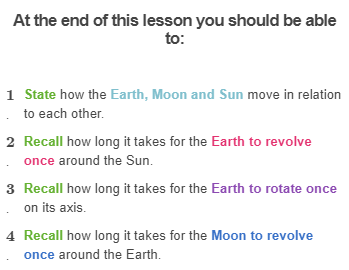 At the end of this lesson you should be able
to:
1 State how the Earth, Moon and Sun move in relation
. to each other.
2 Recall how long it takes for the Earth to revolve
. once around the Sun.
3 Recall how long it takes for the Earth to rotate once
. on its axis.
4 Recall how long it takes for the Moon to revolve
. once around the Earth.